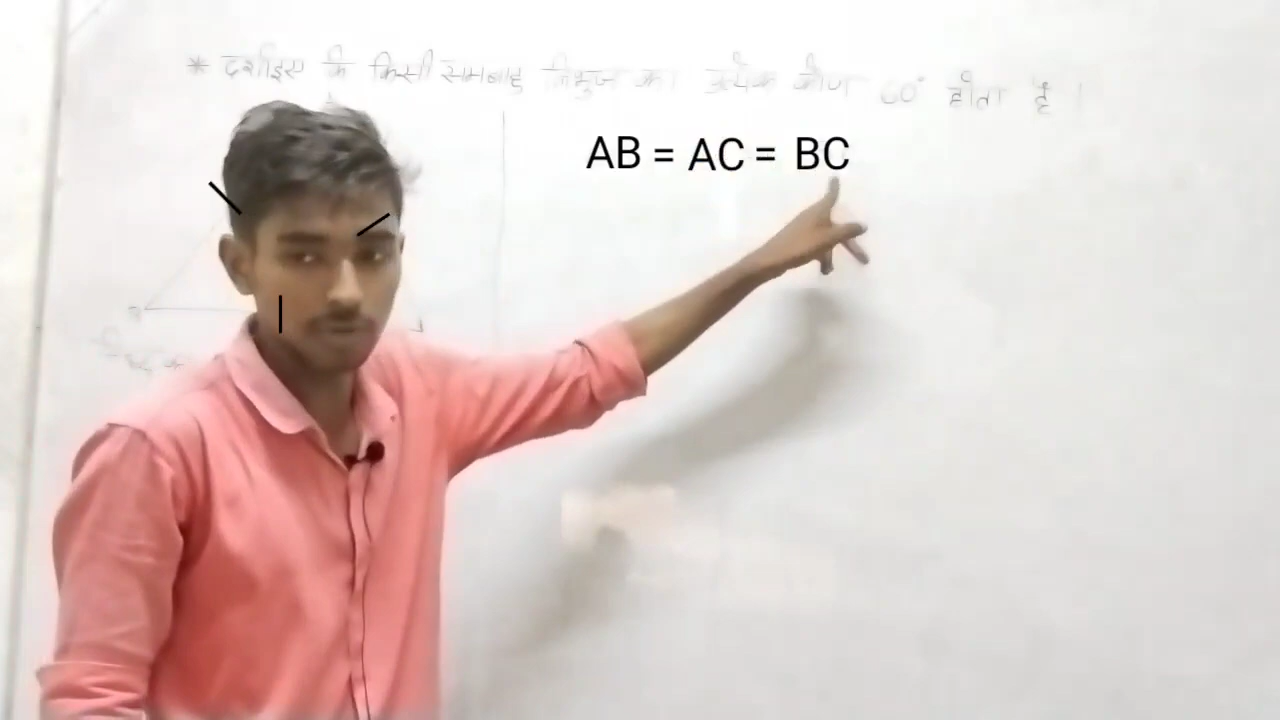 * दर्शाइए कि किसी समबाहु त्रिभुज का प्रत्येक कोण 60° होता है।
AB = AC = BC